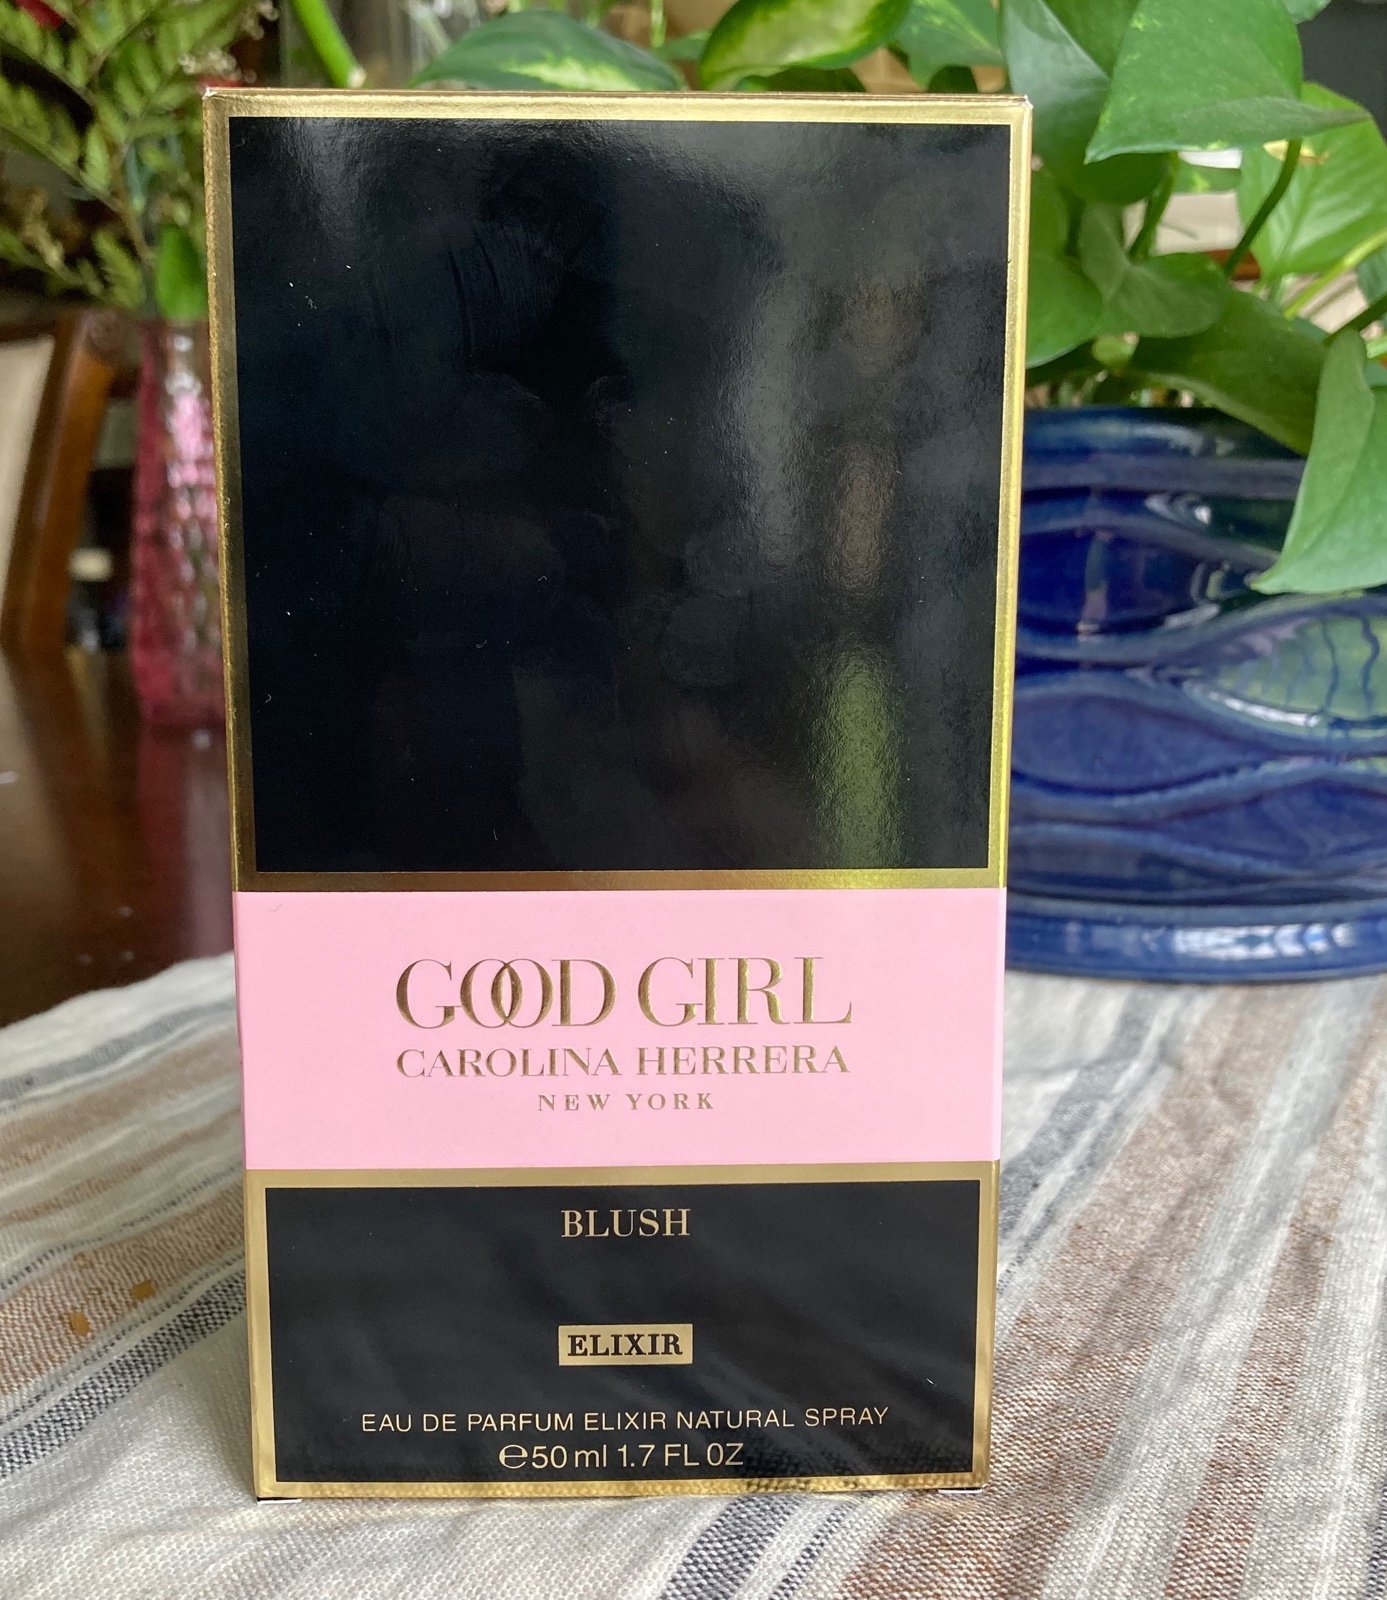 GOOD GIRL
CAROLINA HERRERA
NEW YORK
BLUSH
ELIXIR
EAU DE PARFUM ELIXIR NATURAL SPRAY
℮50 ml 1.7 FL OZ